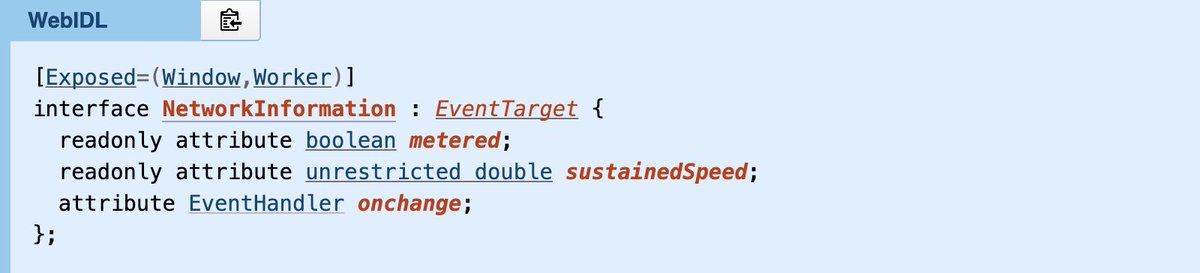 WebIDL
[Exposed=(Window,Worker)]
interface NetworkInformation : EventTarget {
  readonly attribute boolean metered;
  readonly attribute unrestricted double sustainedSpeed;
  attribute EventHandler onchange;
};